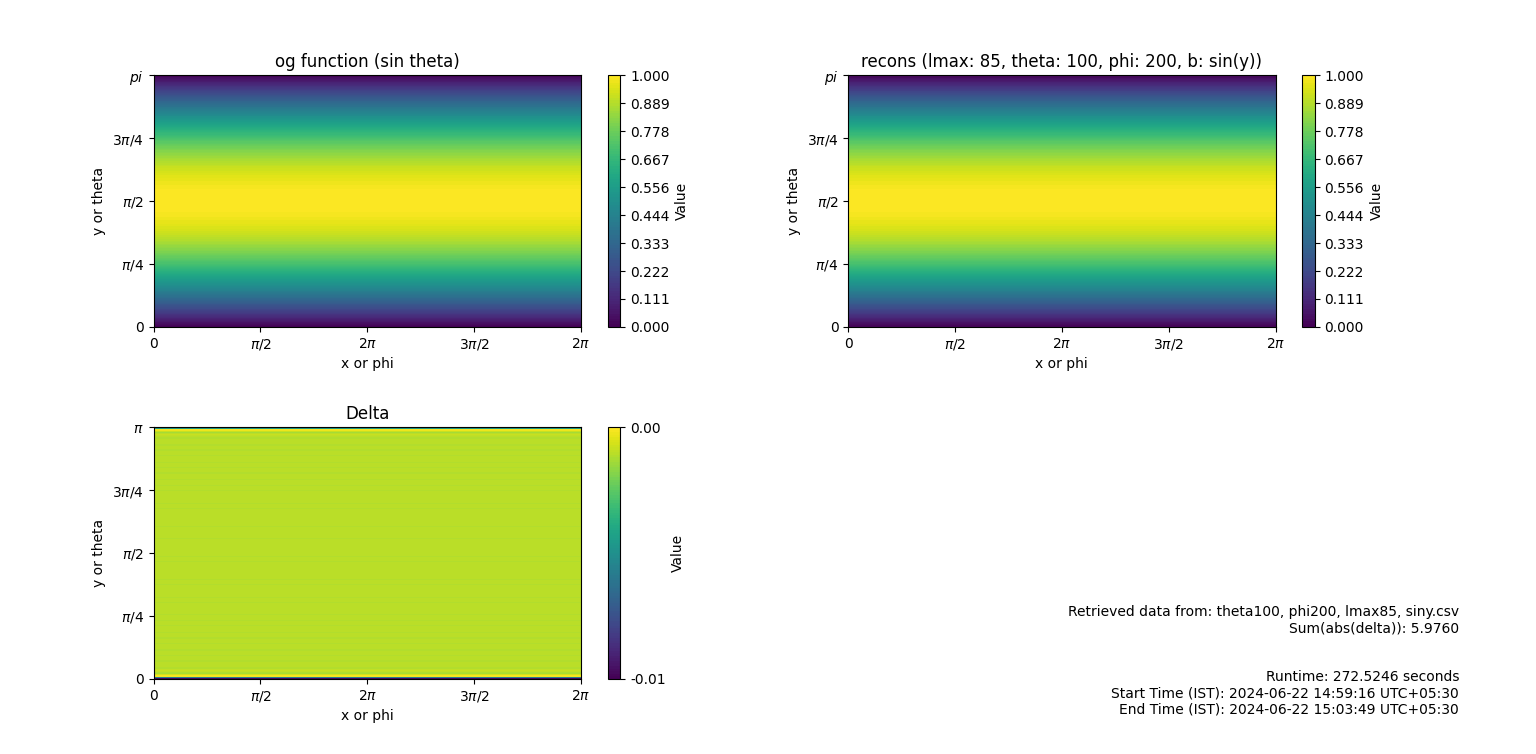 og function (sin theta)
pi
3π/4
π/2
π/4
0
y or theta
0
π/2
2π
3π/2
2π
x or phi
1.000
0.889
0.778
0.667
0.556
0.444
0.333
0.222
0.111
0.000
Value
recons (lmax: 85, theta: 100, phi: 200, b: sin(y))
pi
3π/4
π/2
π/4
0
y or theta
0
π/2
2π
3π/2
2π
x or phi
1.000
0.889
0.778
0.667
0.556
0.444
0.333
0.222
0.111
0.000
Value
Delta
π
3π/4
π/2
π/4
0
y or theta
0
π/2
2π
3π/2
2π
x or phi
0.00
-0.01
Value
Retrieved data from: theta100, phi200, lmax85, siny.csv
Sum(abs(delta)): 5.9760
Runtime: 272.5246 seconds
Start Time (IST): 2024-06-22 14:59:16 UTC+05:30
End Time (IST): 2024-06-22 15:03:49 UTC+05:30